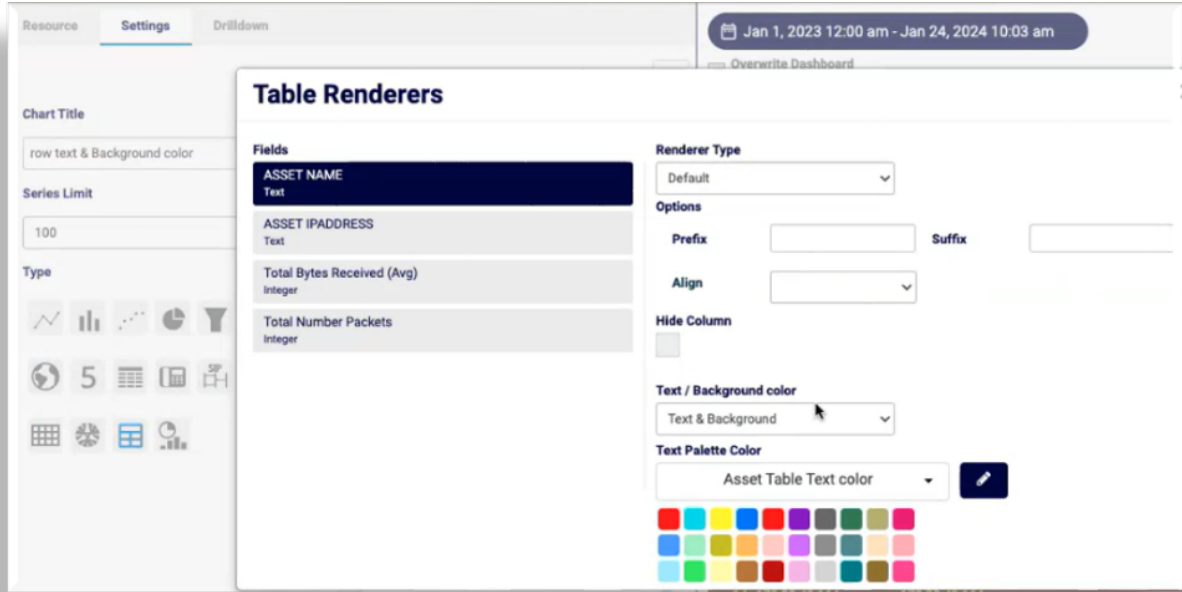 Resource Settings Drilldown
Jan 1, 2023 12:00 am - Jan 24, 2024 10:03 am
Overwrite Dashboard
Table Renderers
Chart Title
row text & Background color
Series Limit
100
Type
5
SIP
Fields
ASSET NAME
Text
ASSET IPADDRESS
Text
Total Bytes Received (Avg)
Integer
Total Number Packets
Integer
Renderer Type
Default
Options
Prefix Suffix
Align
Hide Column
Text / Background color
Text & Background
Text Palette Color
Asset Table Text color